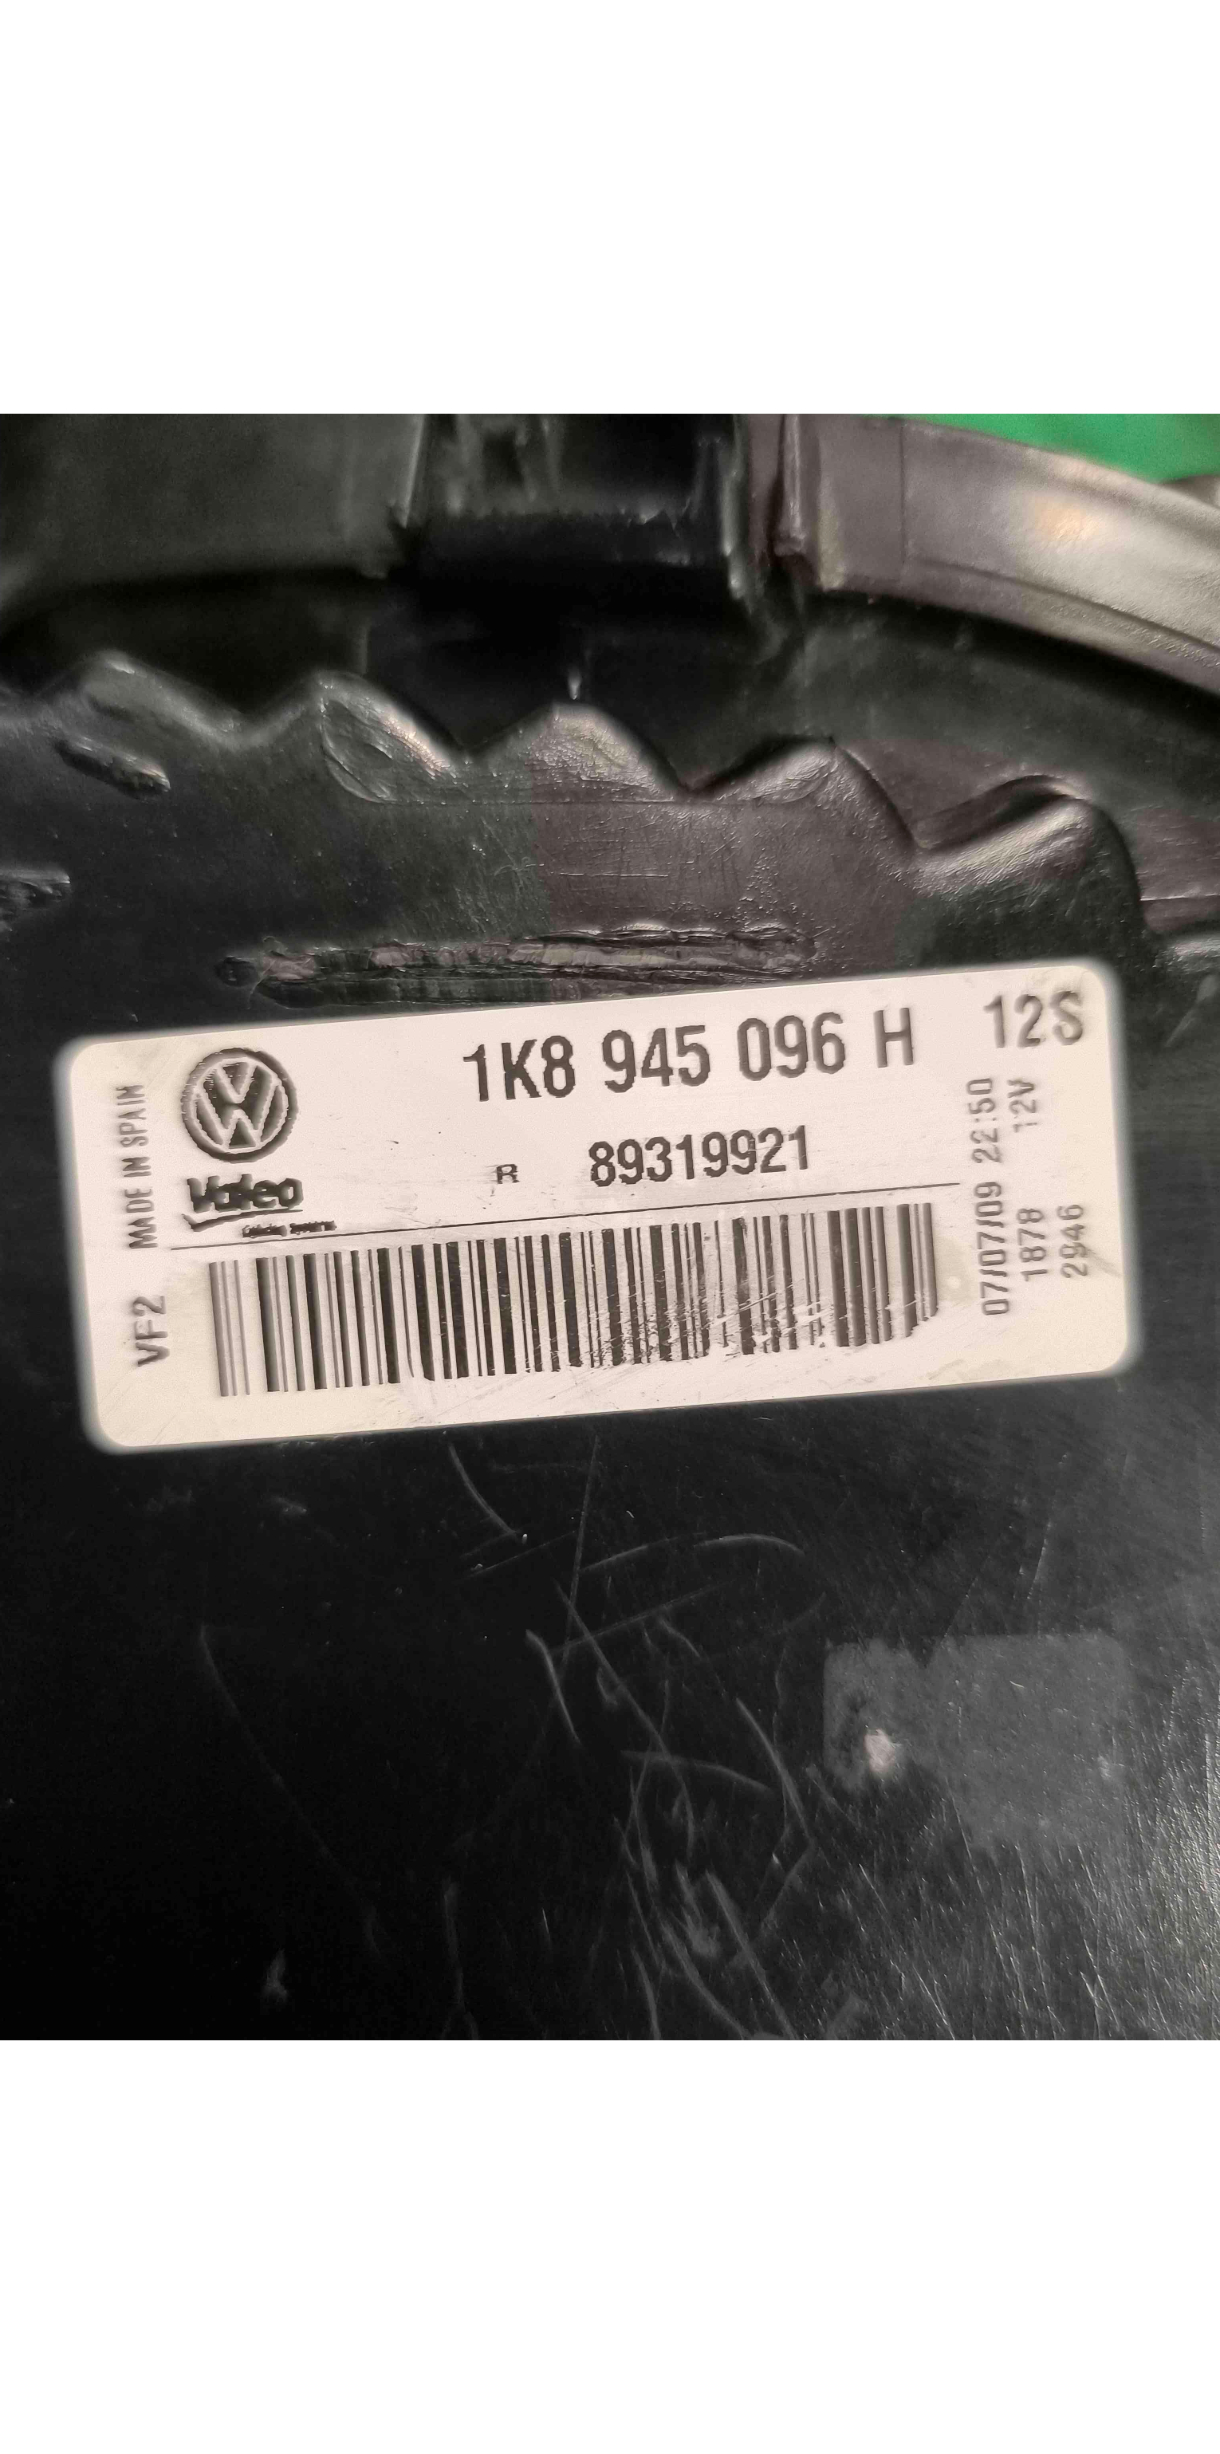 1K8 945 096 H 12S
R 89319921
Valeo
MADE IN SPAIN
VF2
07/07/09 22:50
1878 12V
2946